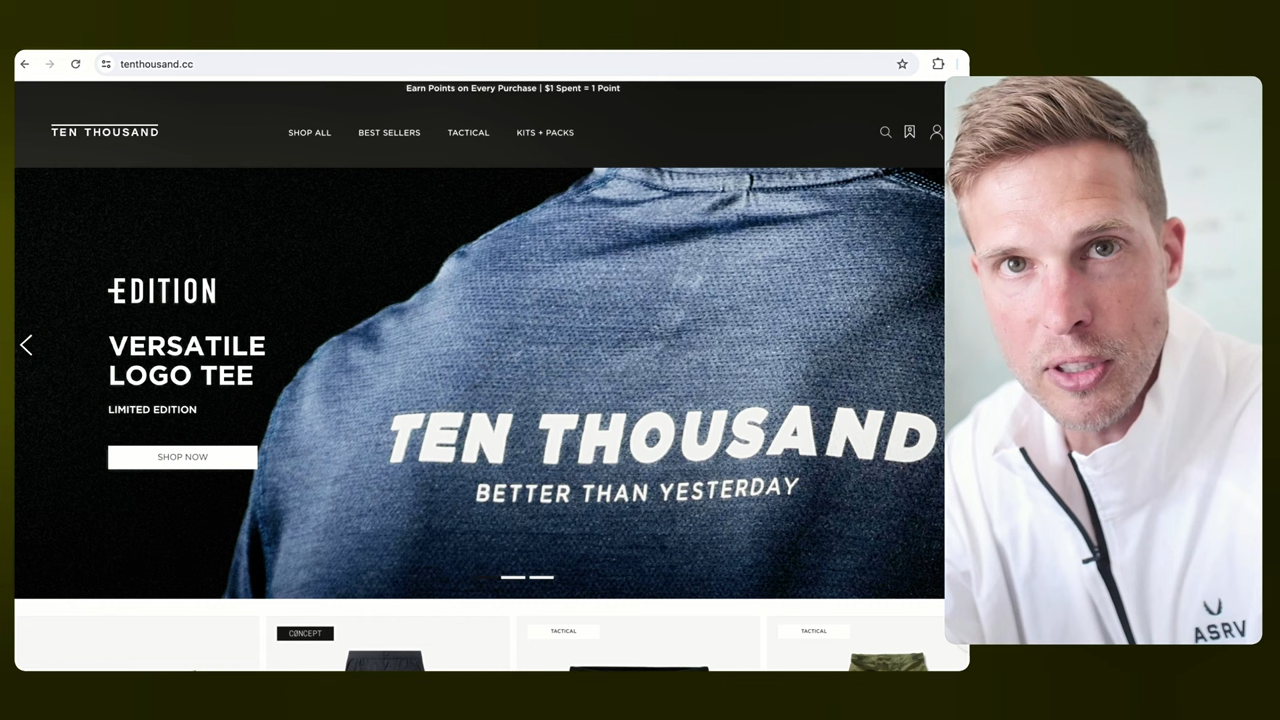 tenthousand.cc
Earn Points on Every Purchase | $1 Spent = 1 Point
TEN THOUSAND
SHOP ALL
BEST SELLERS
TACTICAL
KITS + PACKS
EDITION
VERSATILE
LOGO TEE
LIMITED EDITION
SHOP NOW
TEN THOUSAND
BETTER THAN YESTERDAY
CØNCEPT
TACTICAL
TACTICAL
ASRV